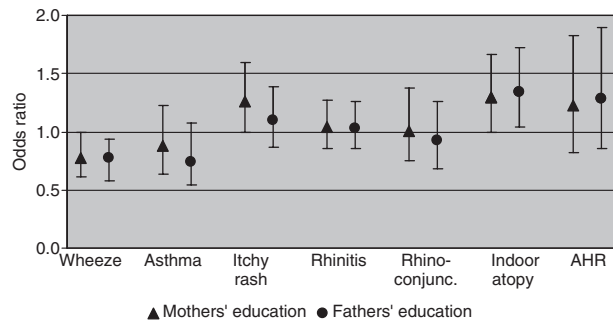 2.0
1.5
1.0
0.5
0.0
Odds ratio
Wheeze
Asthma
Itchy
rash
Rhinitis
Rhino-
conjunc.
Indoor
atopy
AHR
▲ Mothers' education ● Fathers' education